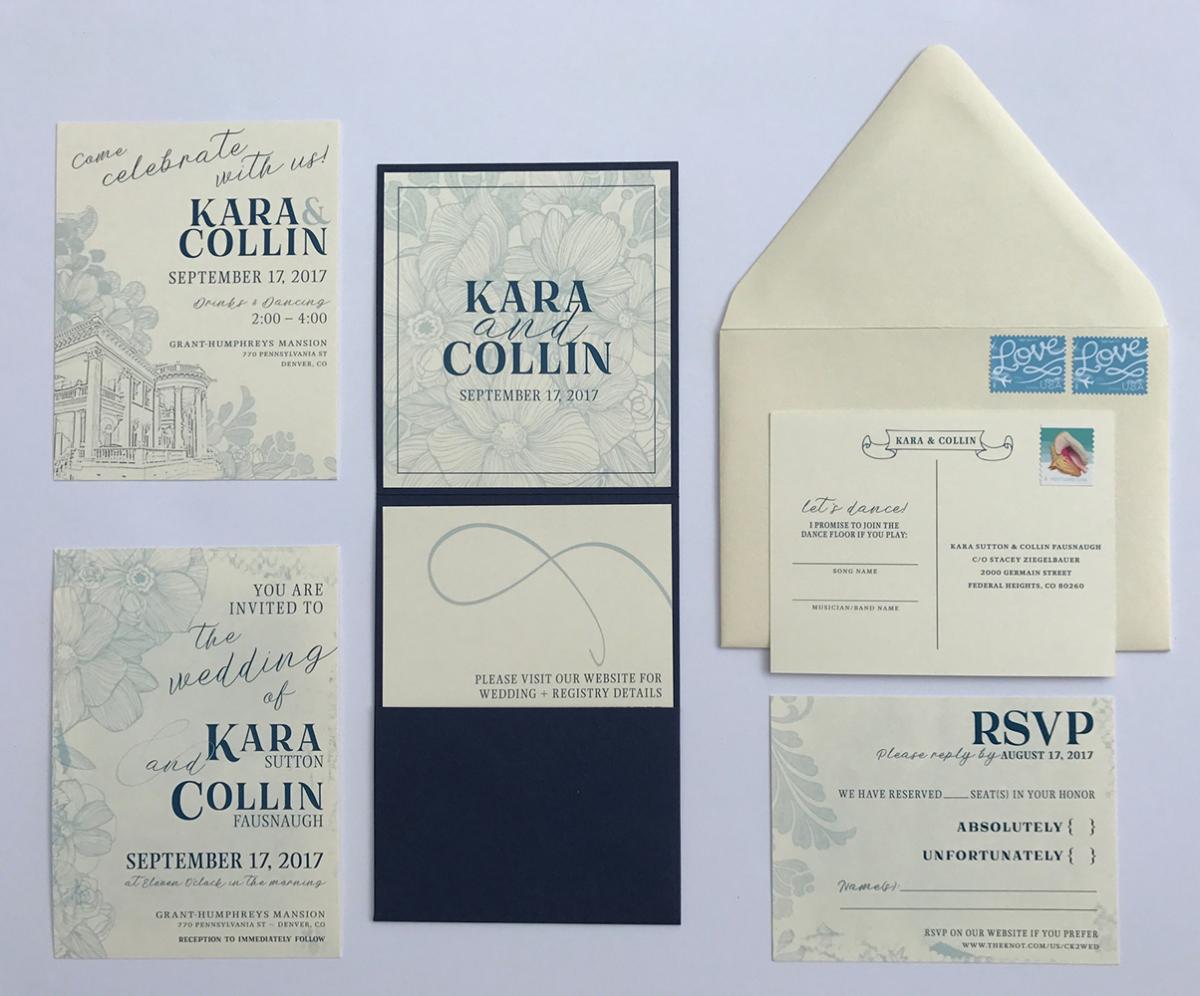 Come
celebrate
with us!
KARA &
COLLIN
SEPTEMBER 17, 2017
Drinks & Dancing
2:00 – 4:00
GRANT-HUMPHREYS MANSION
770 PENNSYLVANIA ST
DENVER, CO
YOU ARE
INVITED TO
the
wedding
of
KARA
SUTTON
and
COLLIN
FAUSNAUGH
SEPTEMBER 17, 2017
at Eleven O'clock in the morning
GRANT-HUMPHREYS MANSION
770 PENNSYLVANIA ST – DENVER, CO
RECEPTION TO IMMEDIATELY FOLLOW
KARA
and
COLLIN
SEPTEMBER 17, 2017
PLEASE VISIT OUR WEBSITE FOR
WEDDING + REGISTRY DETAILS
Love
USA
Love
USA
KARA & COLLIN
let's dance!
I PROMISE TO JOIN THE
DANCE FLOOR IF YOU PLAY:
SONG NAME
MUSICIAN/BAND NAME
KARA SUTTON & COLLIN FAUSNAUGH
C/O STACEY ZIEGELBAUER
2000 GERMAIN STREET
FEDERAL HEIGHTS, CO 80260
RSVP
Please reply by AUGUST 17, 2017
WE HAVE RESERVED ____ SEAT(S) IN YOUR HONOR
ABSOLUTELY { }
UNFORTUNATELY { }
Name(s):
RSVP ON OUR WEBSITE IF YOU PREFER
WWW.THEKNOT.COM/US/CK2WED